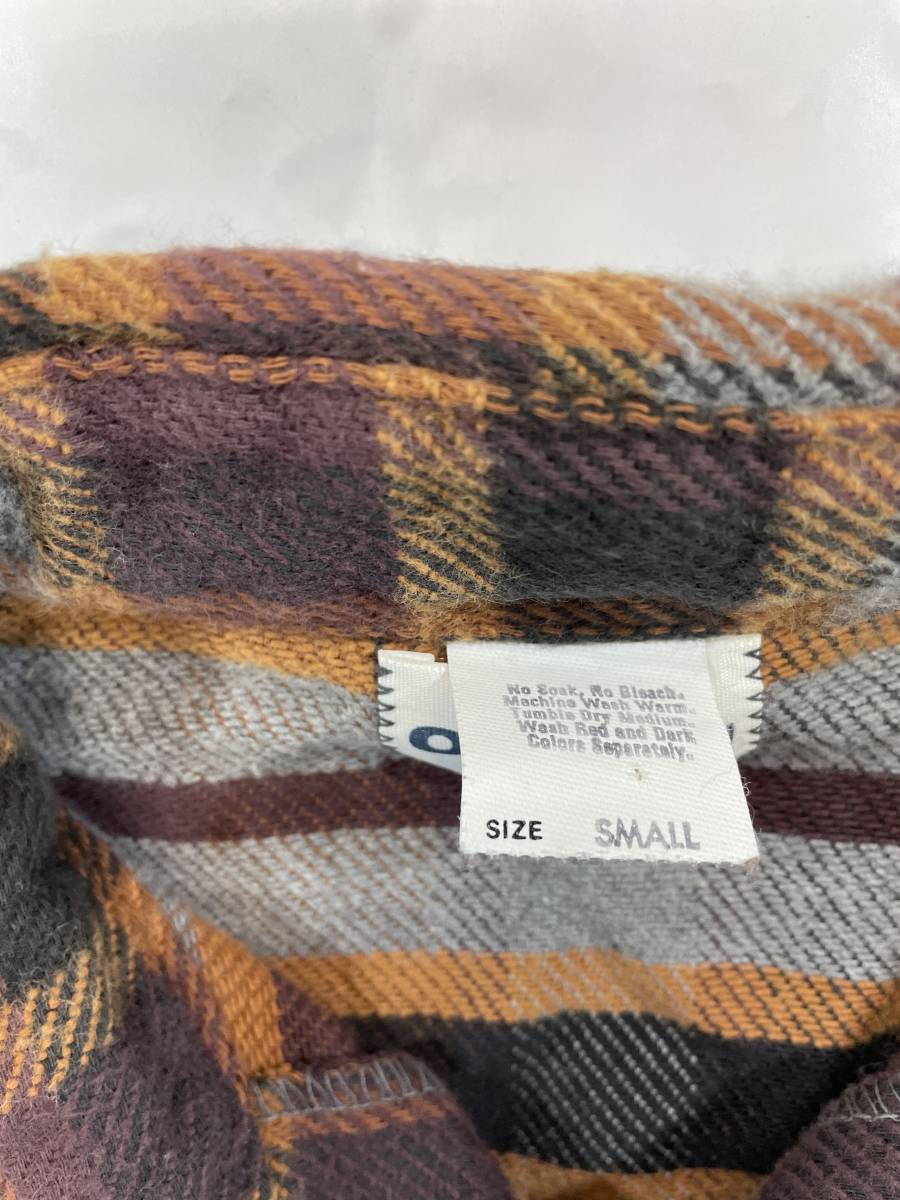 No Soak, No Bleach.
Machine Wash Warm.
Tumble Dry Medium.
Wash Red and Dark
Colors Separately.
SIZE SMALL